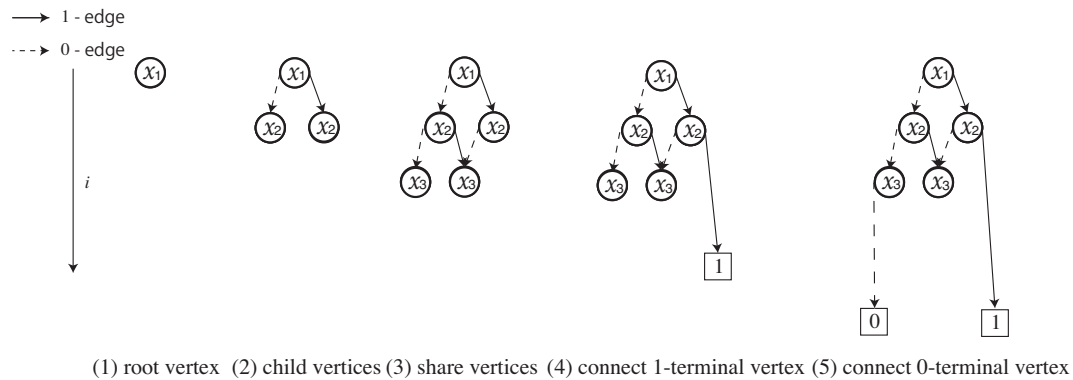 1 - edge
0 - edge
i
x1
x1
x2 x2
x1
x2 x2
x3 x3
x1
x2 x2
x3 x3
1
x1
x2 x2
x3 x3
0 1
(1) root vertex (2) child vertices (3) share vertices (4) connect 1-terminal vertex (5) connect 0-terminal vertex